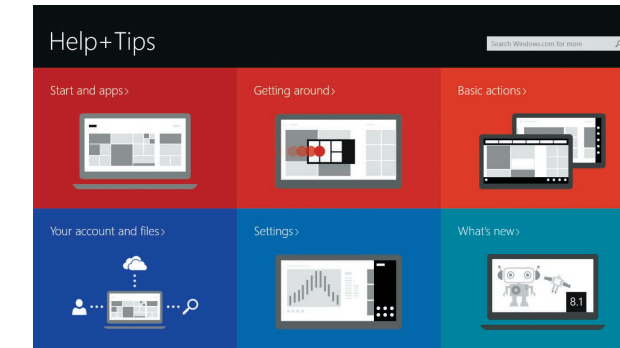 Help+Tips
Search Windows.com for more
Start and apps>
Getting around>
Basic actions>
Your account and files>
Settings>
What's new>
8.1